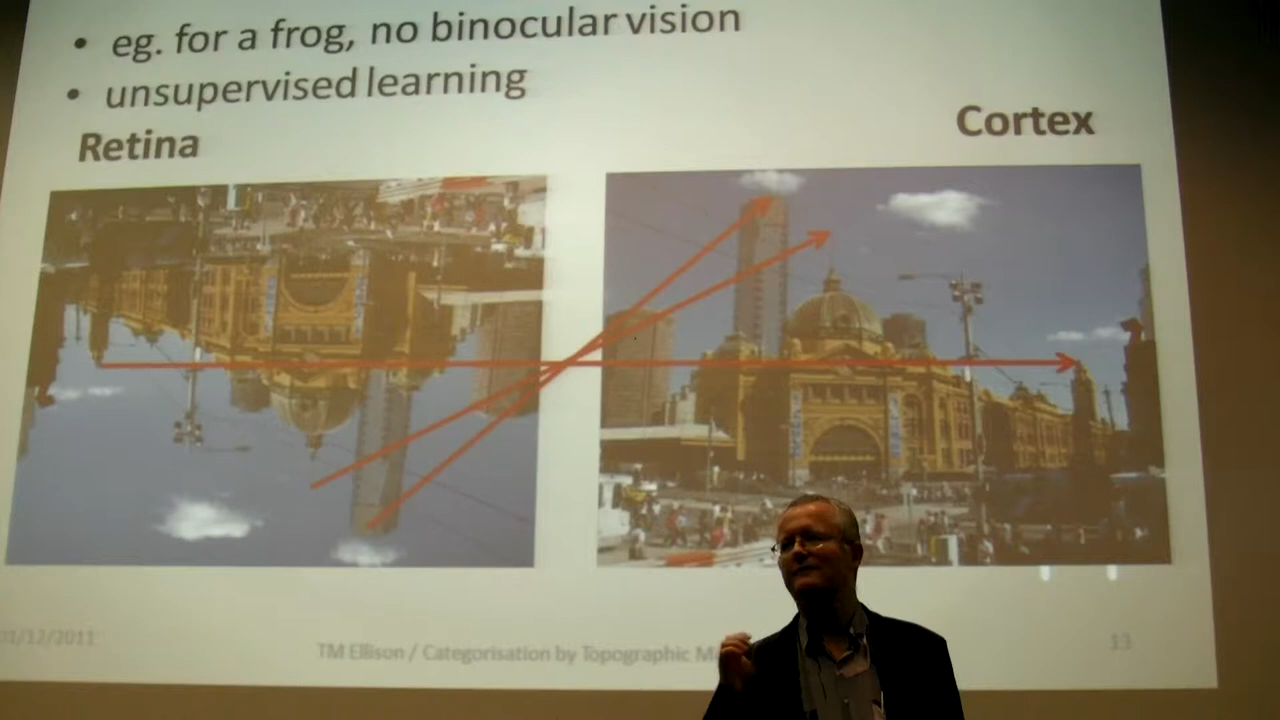 • eg. for a frog, no binocular vision
• unsupervised learning
Retina
Cortex
01/12/2011
TM Ellison / Categorisation by Topographic
13